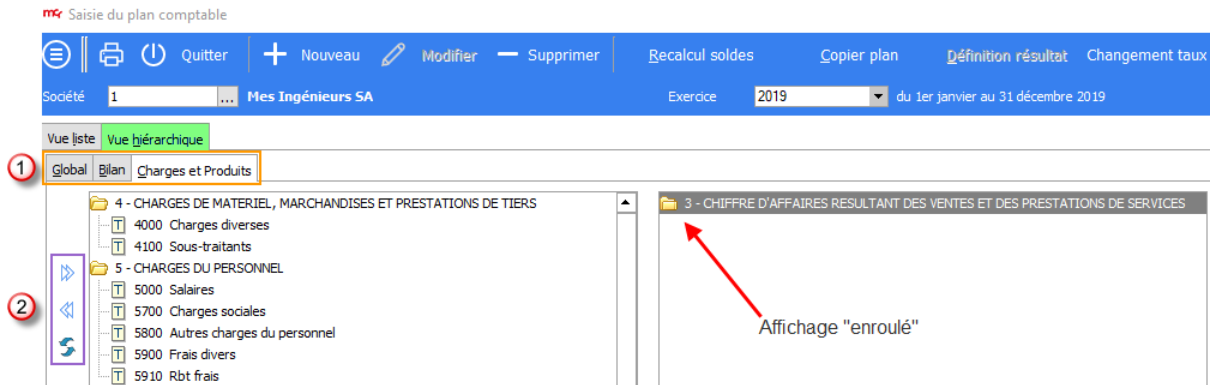 mcr Saisie du plan comptable
Quitter Nouveau Modifier Supprimer Recalcul soldes Copier plan Définition résultat Changement taux
Société 1 ... Mes Ingénieurs SA Exercice 2019 du 1er janvier au 31 décembre 2019
Vue liste Vue hiérarchique
1 Global Bilan Charges et Produits
4 - CHARGES DE MATERIEL, MARCHANDISES ET PRESTATIONS DE TIERS
3 - CHIFFRE D'AFFAIRES RESULTANT DES VENTES ET DES PRESTATIONS DE SERVICES
T 4000 Charges diverses
T 4100 Sous-traitants
5 - CHARGES DU PERSONNEL
T 5000 Salaires
2
T 5700 Charges sociales
Affichage "enroulé"
T 5800 Autres charges du personnel
T 5900 Frais divers
T 5910 Rbt frais